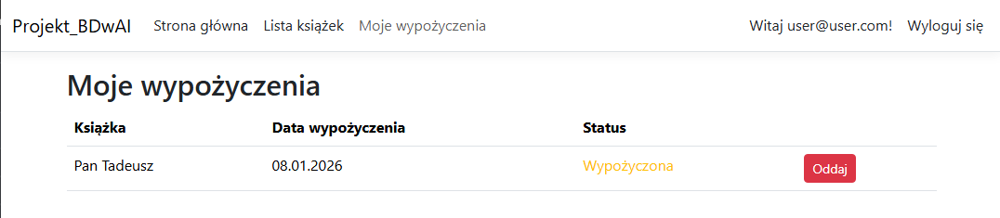 Projekt_BDwAI Strona główna Lista książek Moje wypożyczenia Witaj user@user.com! Wyloguj się
Moje wypożyczenia
Książka Data wypożyczenia Status
Pan Tadeusz 08.01.2026 Wypożyczona Oddaj